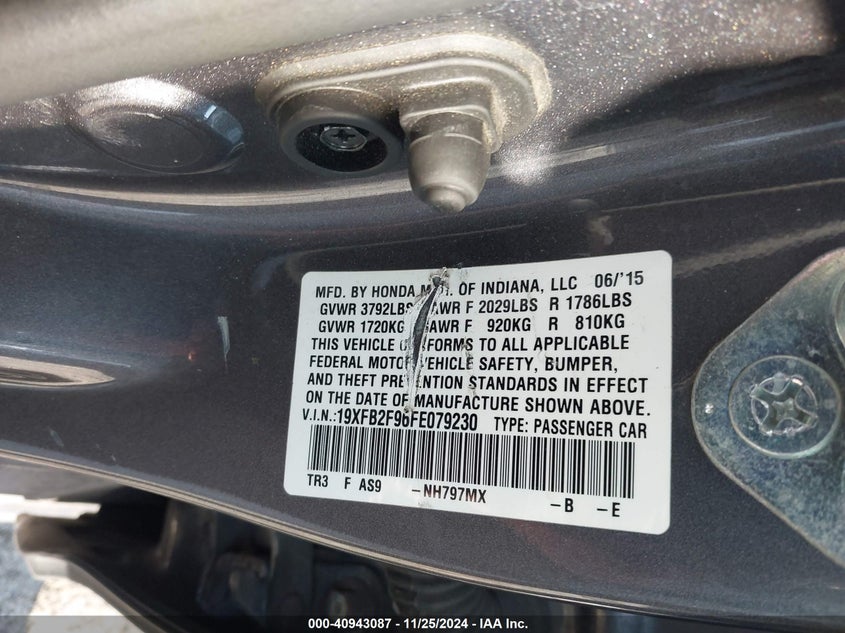 MFD. BY HONDA OF INDIANA, LLC 06/'15
GVWR 3792LBS GAWR F 2029LBS R 1786LBS
GVWR 1720KG GAWR F 920KG R 810KG
THIS VEHICLE CONFORMS TO ALL APPLICABLE
FEDERAL MOTOR VEHICLE SAFETY, BUMPER,
AND THEFT PREVENTION STANDARDS IN EFFECT
ON THE DATE OF MANUFACTURE SHOWN ABOVE.
V.I.N.:19XFB2F96FE079230 TYPE: PASSENGER CAR
TR3 F AS9 -NH797MX -B -E
000-40943087 - 11/25/2024 - IAA Inc.